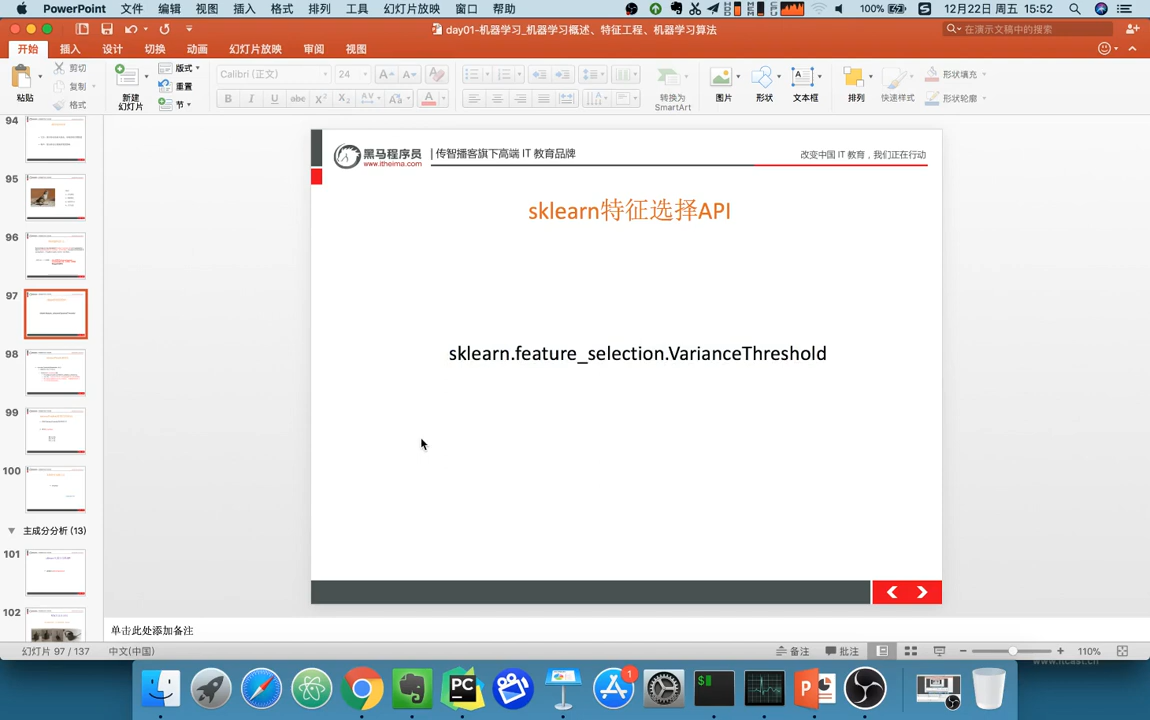 PowerPoint 文件 编辑 视图 插入 格式 排列 工具 幻灯片放映 窗口 帮助 100% 12月22日 周五 15:52
day01-机器学习_机器学习概述、特征工程、机器学习算法
在演示文稿中的搜索
开始 插入 设计 切换 动画 幻灯片放映 审阅 视图
粘贴 剪切 复制 格式
新建幻灯片 版式 重置 节
Calibri (正文) 24
转换为 SmartArt
图片 形状 文本框 排列 快速样式 形状填充 形状轮廓
94
95
96
97
98
99
100
主成分分析 (13)
101
102
黑马程序员
www.itheima.com
传智播客旗下高端 IT 教育品牌
改变中国 IT 教育，我们正在行动
sklearn特征选择API
sklearn.feature_selection.VarianceThreshold
单击此处添加备注
幻灯片 97 / 137 中文(中国) 备注 批注 110%
www.itcast.cn
PC
1